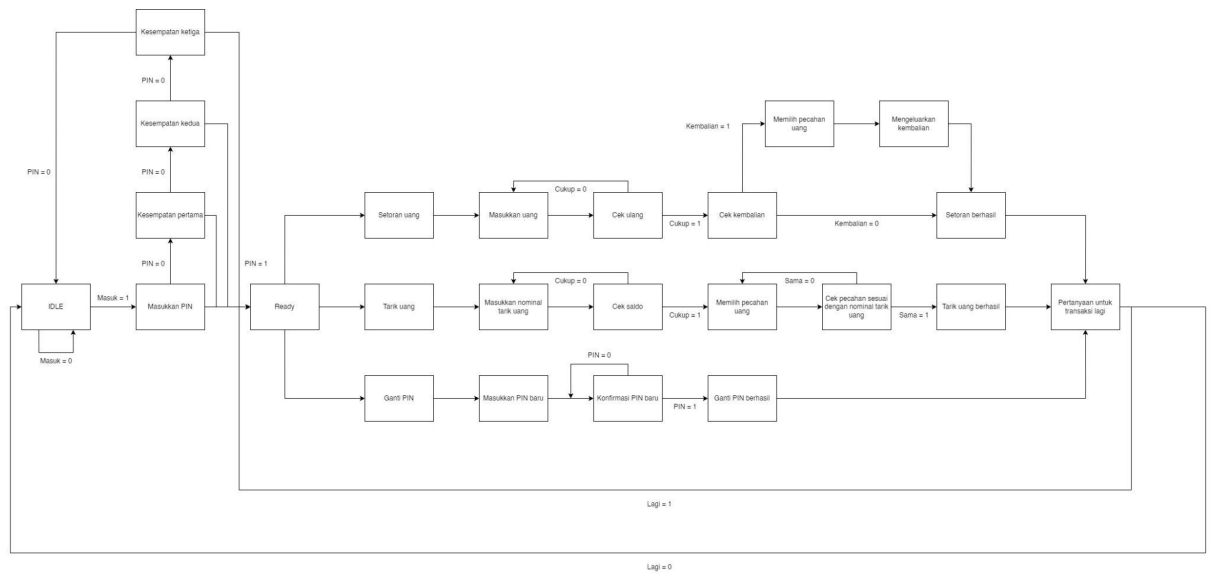 Kesempatan ketiga
PIN = 0
Kesempatan kedua
Kembalian = 1
Memilih pecahan
uang
Mengeluarkan
kembalian
PIN = 0
PIN = 0
Kesempatan pertama
Setoran uang
Masukkan uang
Cukup = 0
Cek ulang
Cukup = 1
Cek kembalian
Kembalian = 0
Setoran berhasil
PIN = 0
PIN = 1
IDLE
Masuk = 1
Masukkan PIN
Ready
Tarik uang
Masukkan nominal
tarik uang
Cukup = 0
Cek saldo
Cukup = 1
Memilih pecahan
uang
Sama = 0
Cek pecahan sesuai
dengan nominal tarik
uang
Sama = 1
Tarik uang berhasil
Pertanyaan untuk
transaksi lagi
Masuk = 0
PIN = 0
Ganti PIN
Masukkan PIN baru
Konfirmasi PIN baru
PIN = 1
Ganti PIN berhasil
Lagi = 1
Lagi = 0